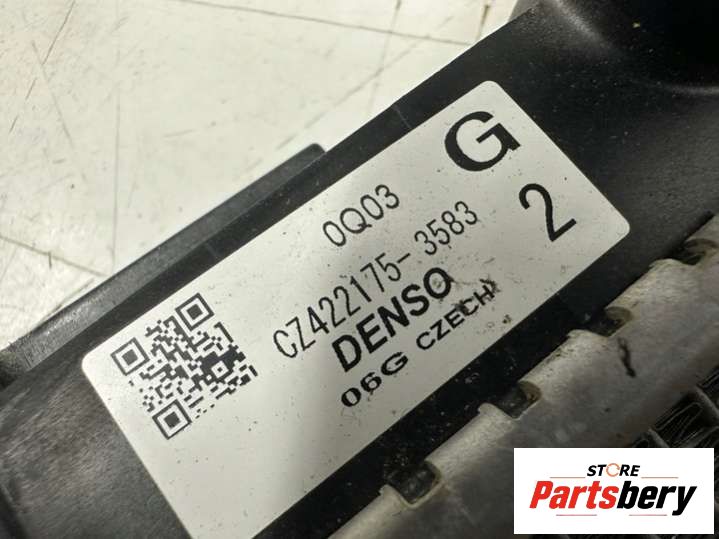 0Q03
G
CZ422175-3583
2
DENSO
06G CZECH
STORE
Partsbery